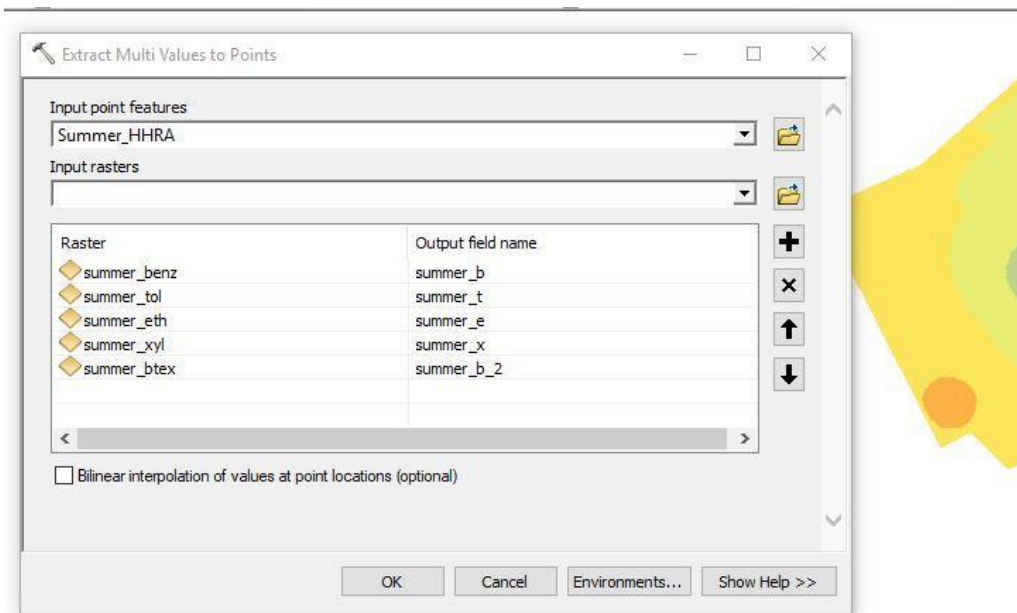 Extract Multi Values to Points
Input point features
Summer_HHRA
Input rasters
Raster Output field name
summer_benz summer_b
summer_tol summer_t
summer_eth summer_e
summer_xyl summer_x
summer_btex summer_b_2
Bilinear interpolation of values at point locations (optional)
OK Cancel Environments... Show Help >>